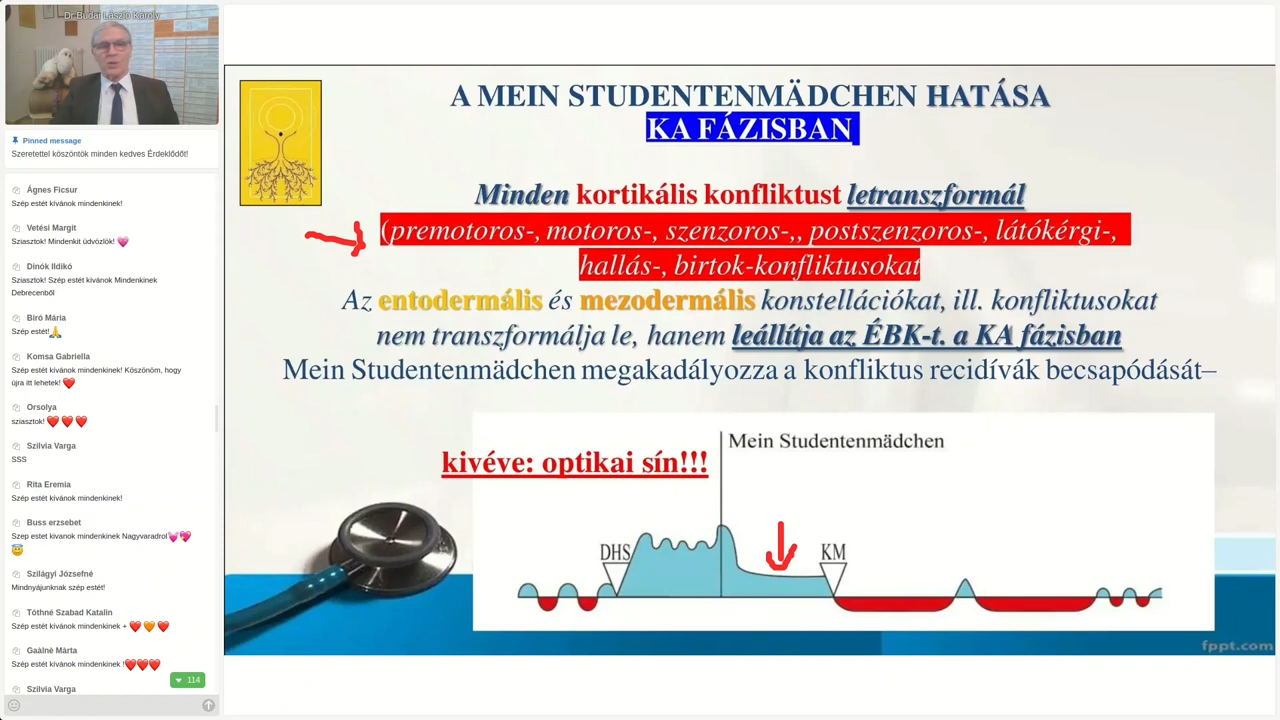 Dr Budai László Károly
Pinned message
Szeretettel köszöntök minden kedves Érdeklődőt!
Ágnes Ficsur
Szép estét kívánok mindenkinek!
Vetési Margit
Sziasztok! Mindenkit üdvözlök! 💗
Dinók Ildikó
Sziasztok! Szép estét kívánok Mindenkinek
Debrecenből
Biró Mária
Szép estét! 🙏
Komsa Gabriella
Szép estét kívánok mindenkinek! Köszönöm, hogy
újra itt lehetek! ❤️
Orsolya
sziasztok! ❤️ ❤️ ❤️
Szilvia Varga
SSS
Rita Eremia
Szép estét kívánok mindenkinek!
Buss erzsebet
Szep estet kivanok mindenkinek Nagyvaradrol 💓 💖
😇
Szilágyi Józsefné
Mindnyájunknak szép estét!
Tóthné Szabad Katalin
Szép estét kívánok mindenkinek + ❤️ 🧡 ❤️
Gaàlnè Màrta
Szép estét kívánok mindenkinek !❤️❤️❤️
114
Szilvia Varga
A MEIN STUDENTENMÄDCHEN HATÁSA
KA FÁZISBAN
Minden kortikális konfliktust letranszformál
(premotoros-, motoros-, szenzoros-,, postszenzoros-, látókérgi-,
hallás-, birtok-konfliktusokat
Az entodermális és mezodermális konstellációkat, ill. konfliktusokat
nem transzformálja le, hanem leállítja az ÉBK-t. a KA fázisban
Mein Studentenmädchen megakadályozza a konfliktus recidívák becsapódását–
Mein Studentenmädchen
kivéve: optikai sín!!!
DHS
KM
fppt.com